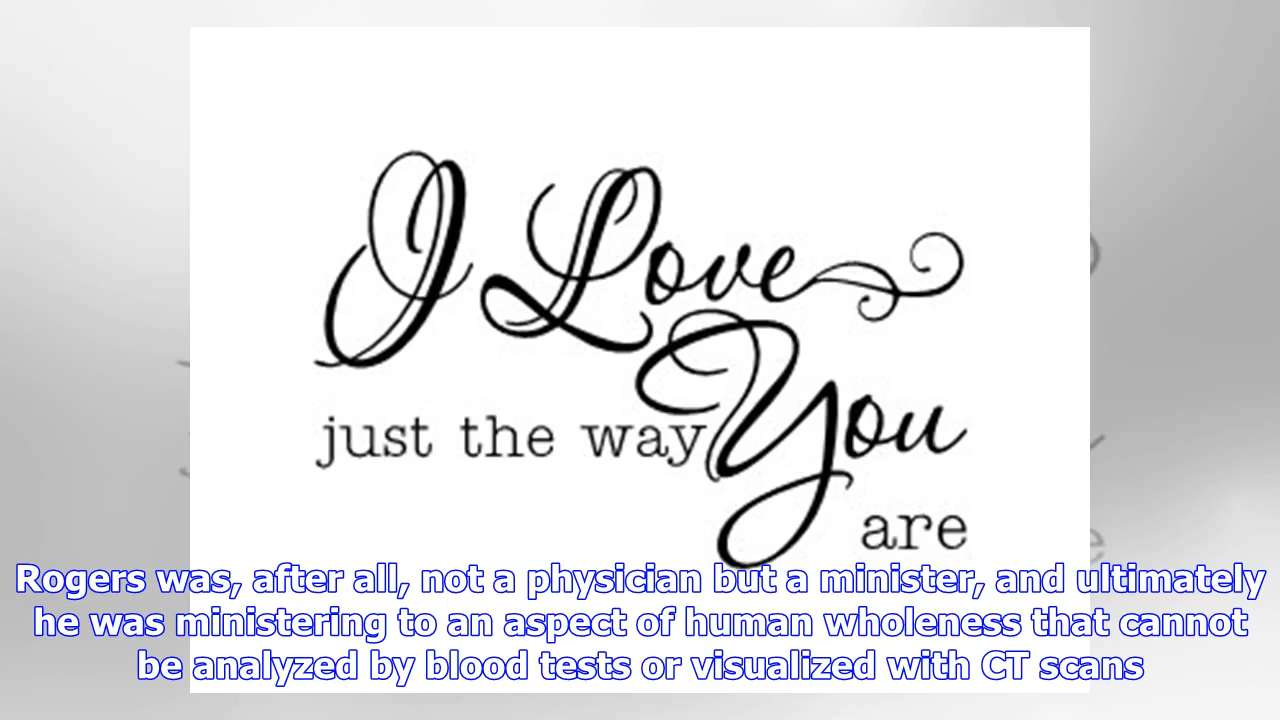 I Love
You
just the way
are
Rogers was, after all, not a physician but a minister, and ultimately
he was ministering to an aspect of human wholeness that cannot
be analyzed by blood tests or visualized with CT scans